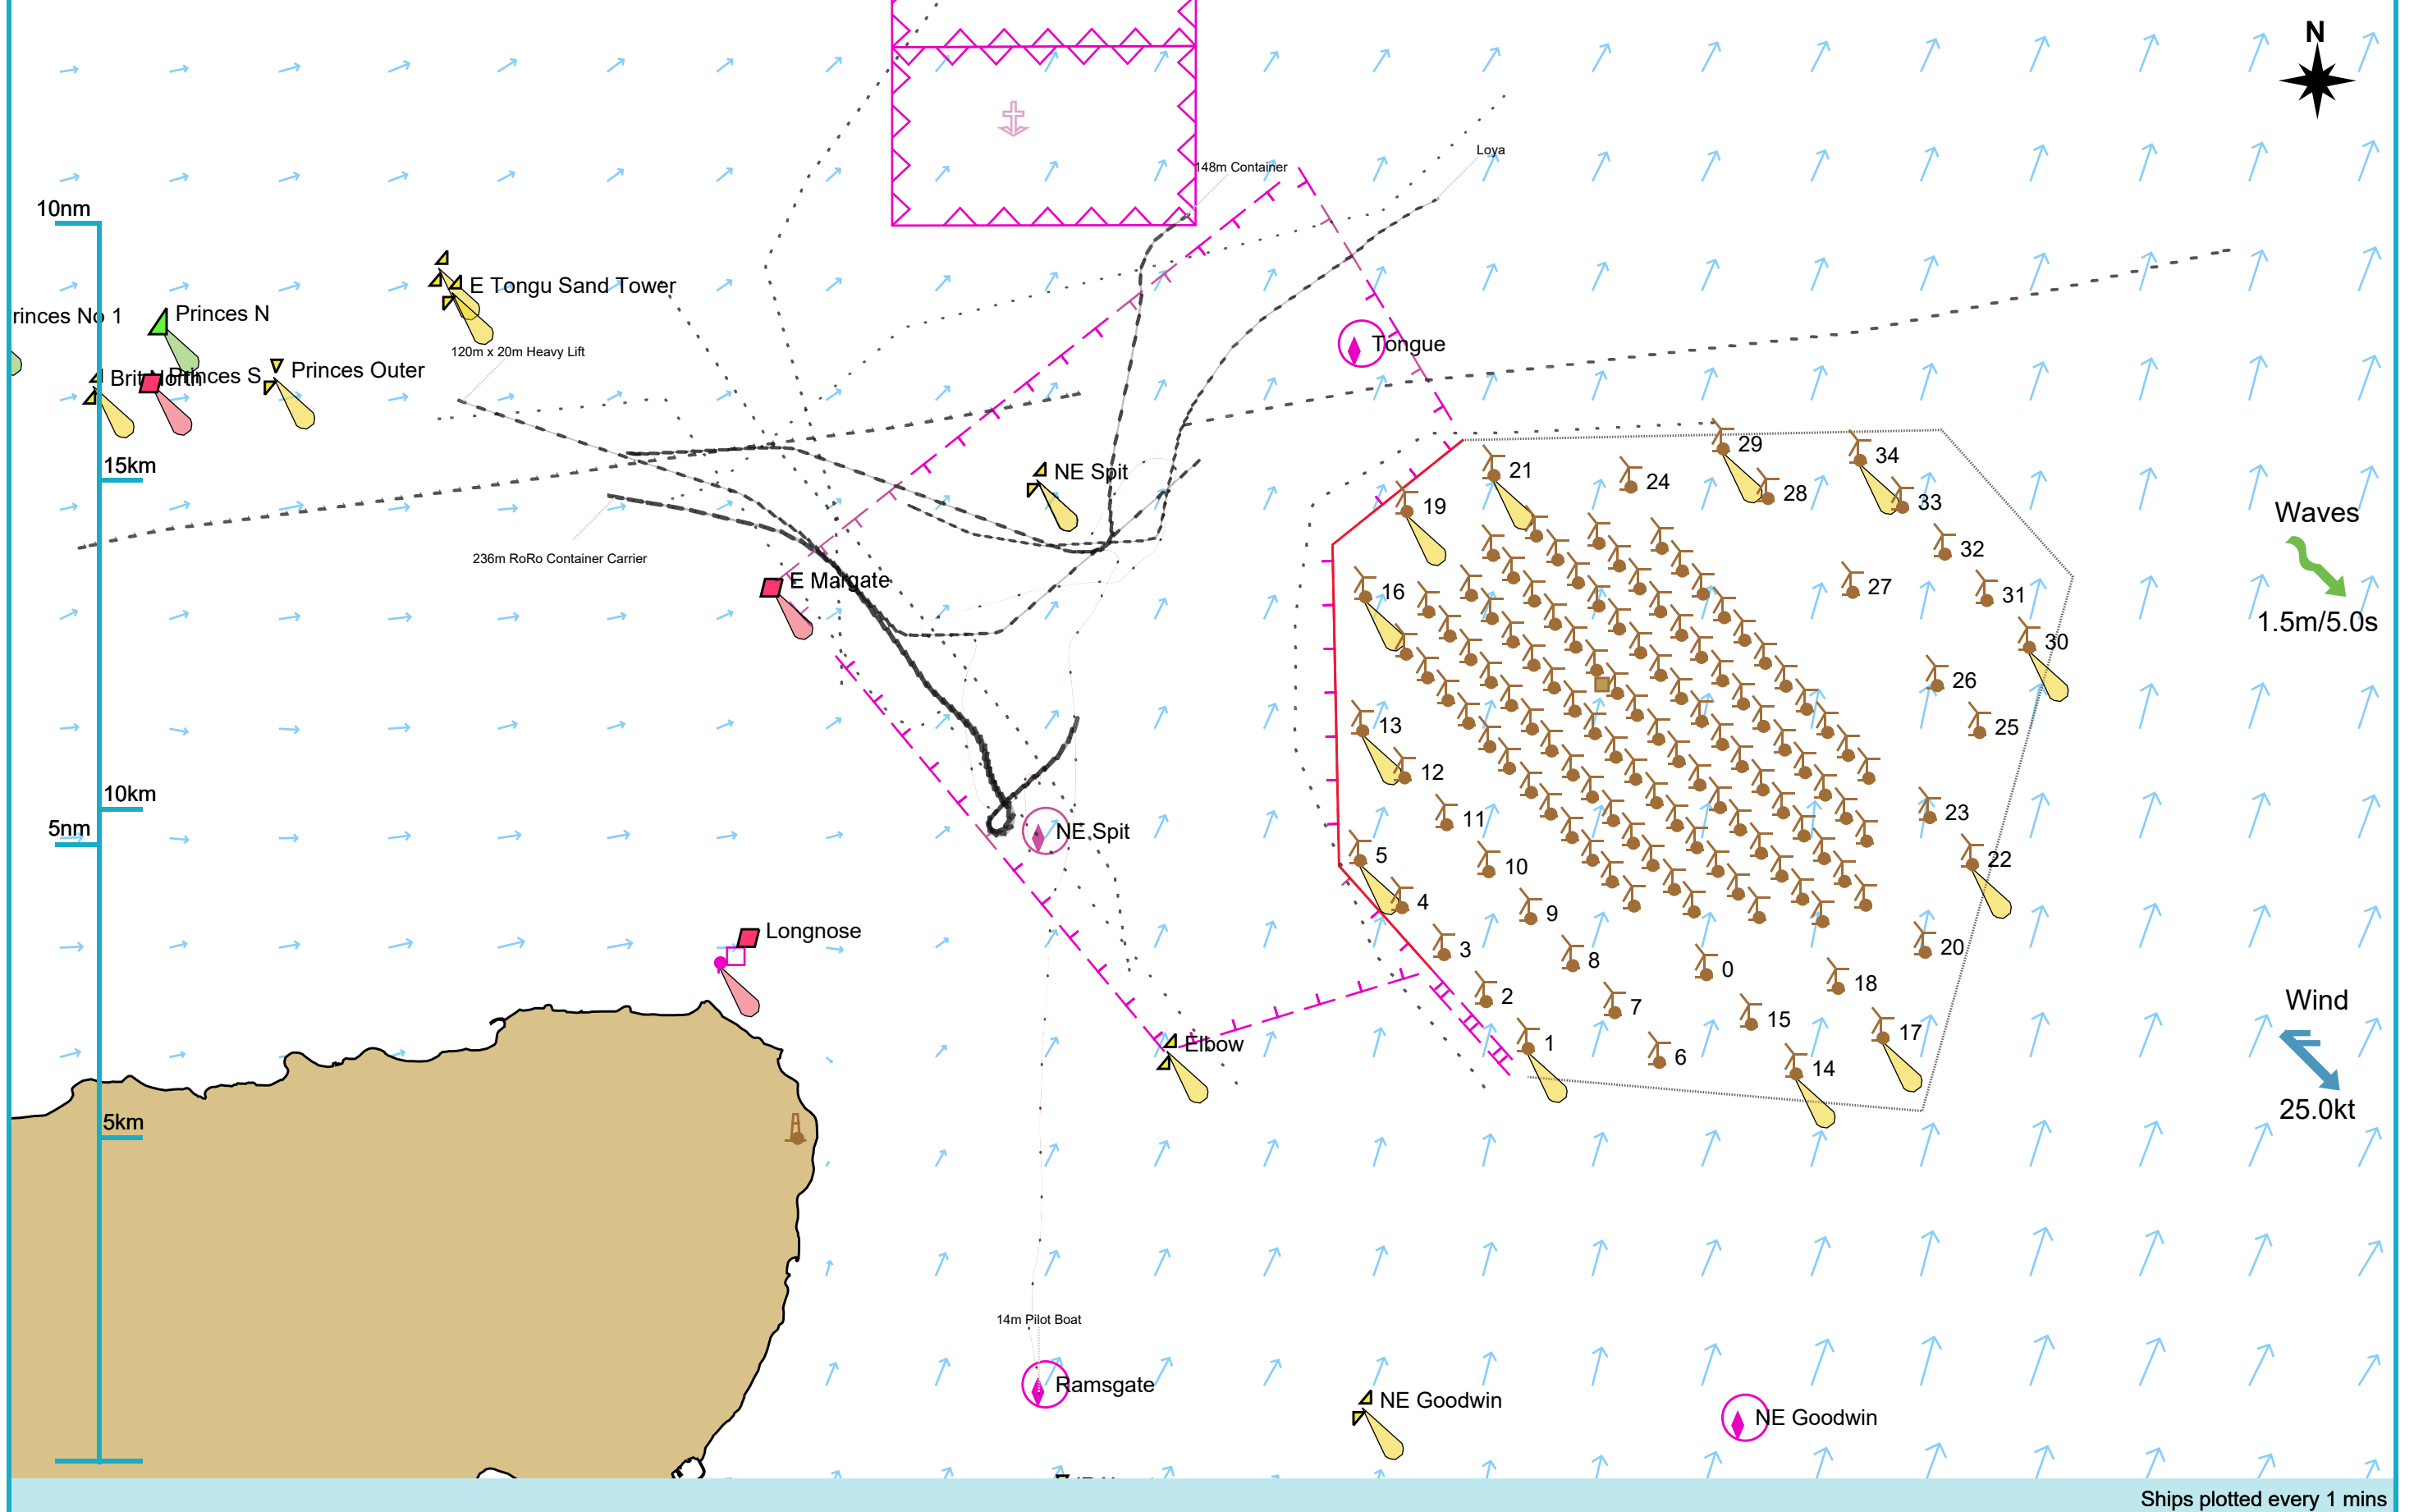 N
148m Container
Loya
10nm
E Tongu Sand Tower
rinces No 1
Princes N
Tongue
120m x 20m Heavy Lift
Princes Outer
Brit North
Princes S
29
34
21
24
28
33
NE Spit
15km
19
Waves
32
236m RoRo Container Carrier
E Margate
27
31
16
1.5m/5.0s
30
26
13
25
12
10km
23
11
5nm
NE Spit
5
10
22
4
9
Longnose
3
20
8
0
18
2
7
Wind
15
17
Elbow
1
6
14
25.0kt
5km
14m Pilot Boat
Ramsgate
NE Goodwin
NE Goodwin
Ships plotted every 1 mins